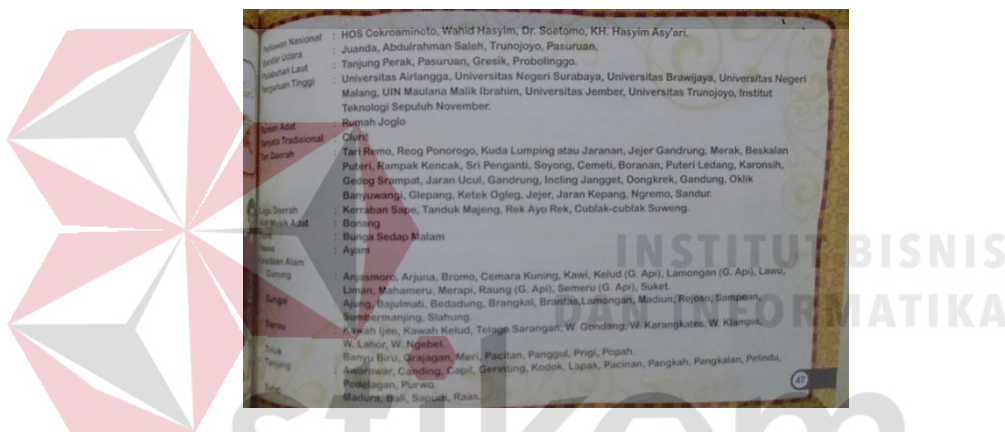 Pahlawan Nasional : HOS Cokroaminoto, Wahid Hasyim, Dr. Soetomo, KH. Hasyim Asy'ari.
Bandar Udara : Juanda, Abdulrahman Saleh, Trunojoyo, Pasuruan.
Pelabuhan Laut : Tanjung Perak, Pasuruan, Gresik, Probolinggo.
Perguruan Tinggi : Universitas Airlangga, Universitas Negeri Surabaya, Universitas Brawijaya, Universitas Negeri
Malang, UIN Maulana Malik Ibrahim, Universitas Jember, Universitas Trunojoyo, Institut
Teknologi Sepuluh November.
Rumah Adat : Rumah Joglo
Senjata Tradisional : Clurit
Tari Daerah : Tari Remo, Reog Ponorogo, Kuda Lumping atau Jaranan, Jejer Gandrung, Merak, Beskalan
Puteri, Rampak Kencak, Sri Penganti, Soyong, Cemeti, Boranan, Puteri Ledang, Karonsih,
Gedog Srampat, Jaran Ucul, Gandrung, Incling Jangget, Dongkrek, Gandung, Oklik
Banyuwangi, Glepang, Ketek Ogleg, Jejer, Jaran Kepang, Ngremo, Sandur.
Lagu Daerah : Kerraban Sape, Tanduk Majeng, Rek Ayo Rek, Cublak-cublak Suweng.
Alat Musik Adat : Bonang
Flora : Bunga Sedap Malam
Fauna : Ayam
Keadaan Alam
Gunung : Anjasmoro, Arjuna, Bromo, Cemara Kuning, Kawi, Kelud (G. Api), Lamongan (G. Api), Lawu,
Liman, Mahameru, Merapi, Raung (G. Api), Semeru (G. Api), Suket.
Sungai : Ajung, Bajulmati, Bedadung, Brangkal, Brantas, Lamongan, Madiun, Rejoso, Sampean,
Sumbermanjing, Slahung.
Danau : Kawah Ijen, Kawah Kelud, Telaga Sarangan, W. Gondang, W. Karangkates, W. Klampis,
W. Lahor, W. Ngebel.
Teluk : Banyu Biru, Grajagan, Meri, Pacitan, Panggul, Prigi, Popah.
Tanjung : Awarawar, Canding, Capil, Gerinting, Kodok, Lapak, Pacinan, Pangkah, Pangkalan, Pelindu,
Podelagan, Purwo.
Selat : Madura, Bali, Sapudi, Raas.
47
INSTITUT BISNIS
DAN INFORMATIKA
stikom